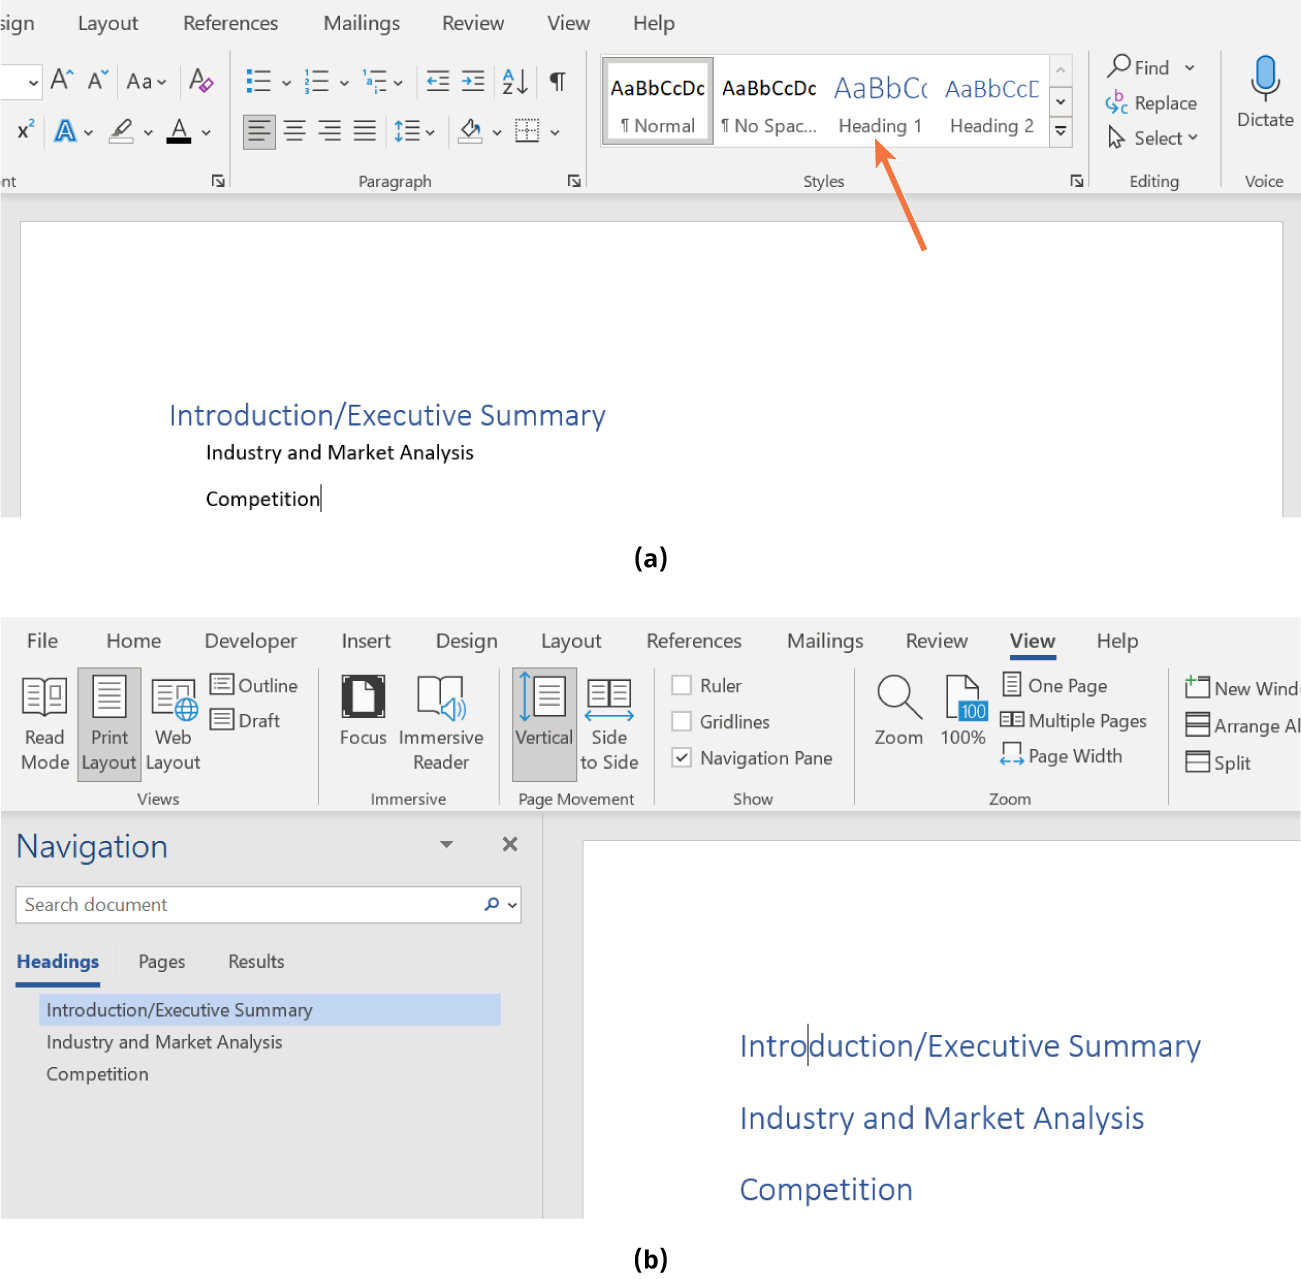 sign Layout References Mailings Review View Help
A A Aa A
AaBbCcDc AaBbCcDc AaBbCc AaBbCcD
¶ Normal ¶ No Spac... Heading 1 Heading 2
Find
Replace
Select
Dictate
x² A A
nt Paragraph Styles Editing Voice
Introduction/Executive Summary
Industry and Market Analysis
Competition
(a)
File Home Developer Insert Design Layout References Mailings Review View Help
Read Mode
Print Layout
Web Layout
Outline
Draft
Views
Focus
Immersive Reader
Immersive
Vertical
Side to Side
Page Movement
Ruler
Gridlines
Navigation Pane
Show
Zoom
100
100%
One Page
Multiple Pages
Page Width
Zoom
New Wind
Arrange Al
Split
Navigation
Search document
Headings Pages Results
Introduction/Executive Summary
Industry and Market Analysis
Competition
Introduction/Executive Summary
Industry and Market Analysis
Competition
(b)